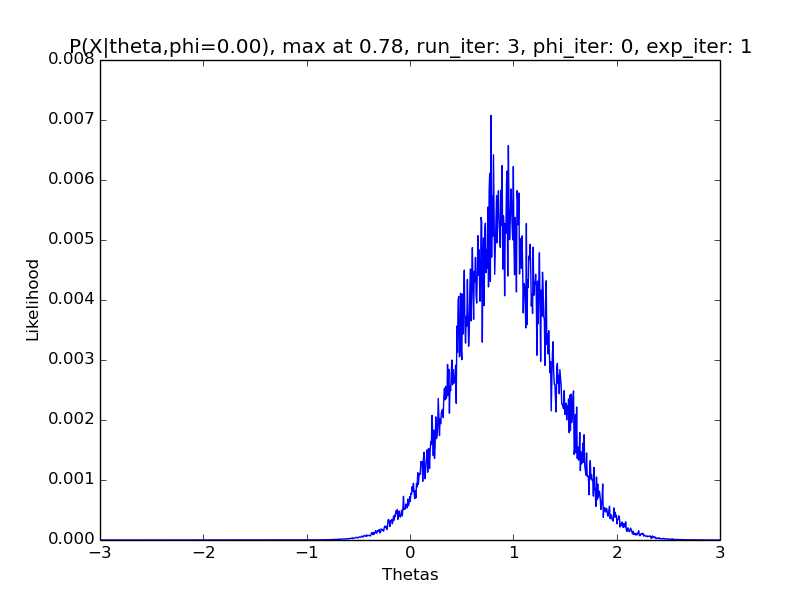 P(X|theta,phi=0.00), max at 0.78, run_iter: 3, phi_iter: 0, exp_iter: 1
0.008
0.007
0.006
0.005
0.004
0.003
0.002
0.001
0.000
Likelihood
−3 −2 −1 0 1 2 3
Thetas